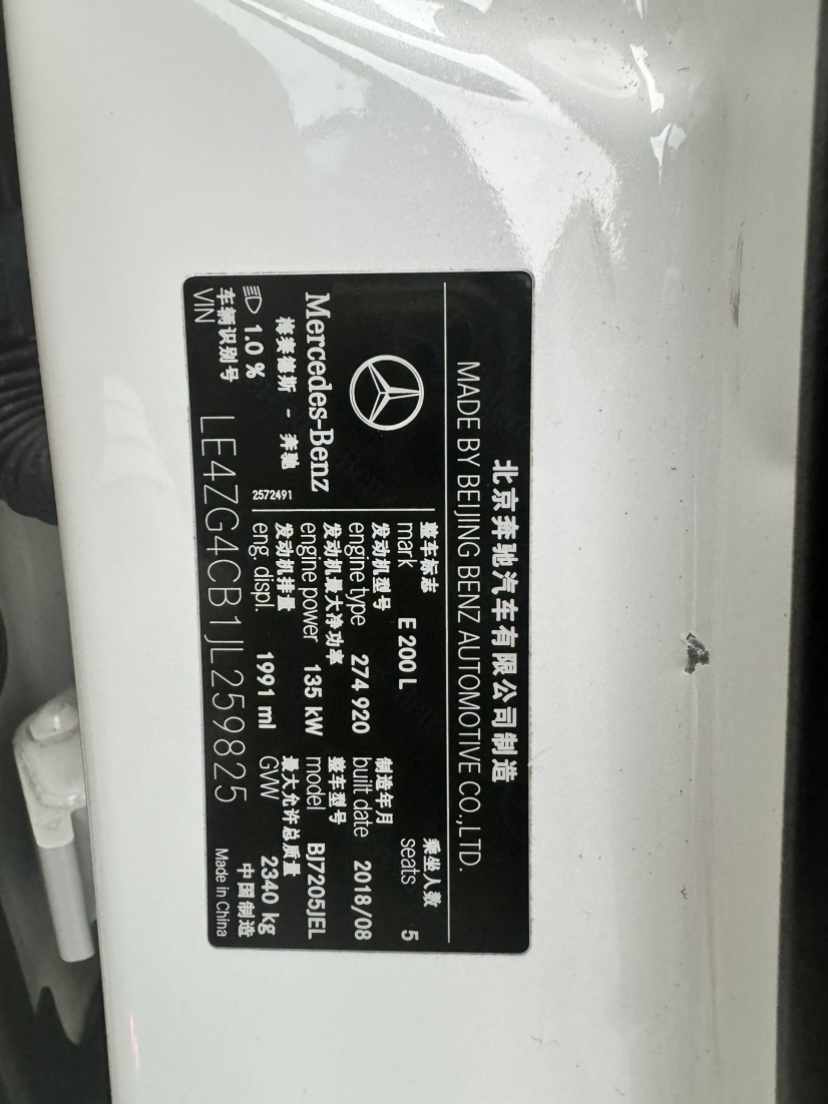 北京奔驰汽车有限公司制造
MADE BY BEIJING BENZ AUTOMOTIVE CO.,LTD.
Mercedes-Benz
梅赛德斯 - 奔驰
1.0 %
2572491
整车标志
mark E 200 L
乘坐人数
seats 5
发动机型号
engine type 274 920
制造年月
built date 2018/08
发动机最大净功率
engine power 135 kW
整车型号
model BJ7205JEL
发动机排量
eng. displ. 1991 ml
最大允许总质量
GVW 2340 kg
车辆识别号
VIN LE4ZG4CB1JL259825
中国制造
Made in China